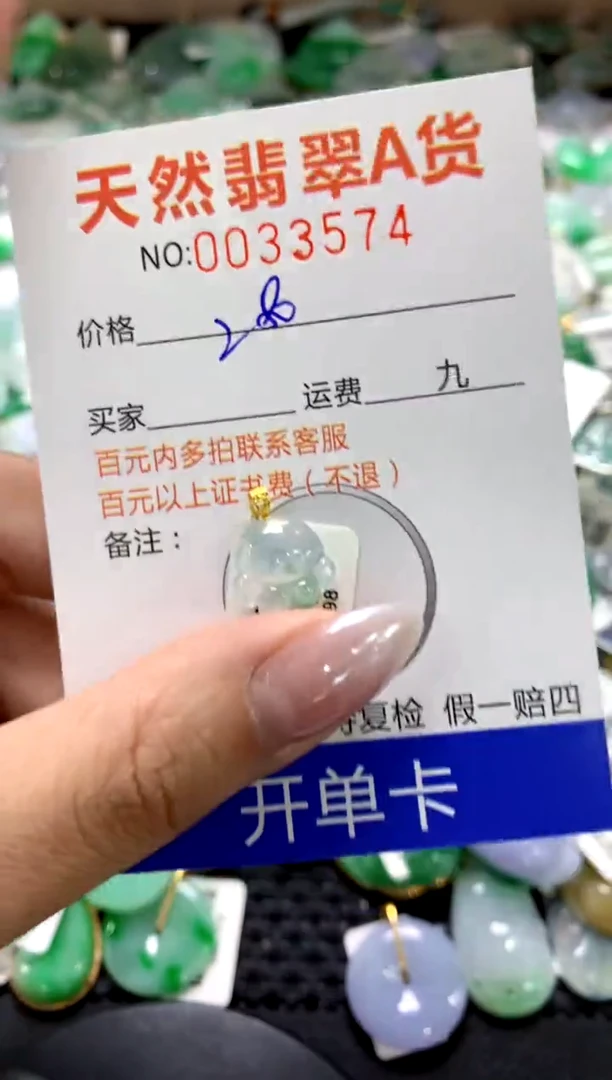 天然翡翠A货
NO:0033574
价格
买家 运费 九
百元内多拍联系客服
百元以上证书费（不退）
备注：
98
复检 假一赔四
开单卡